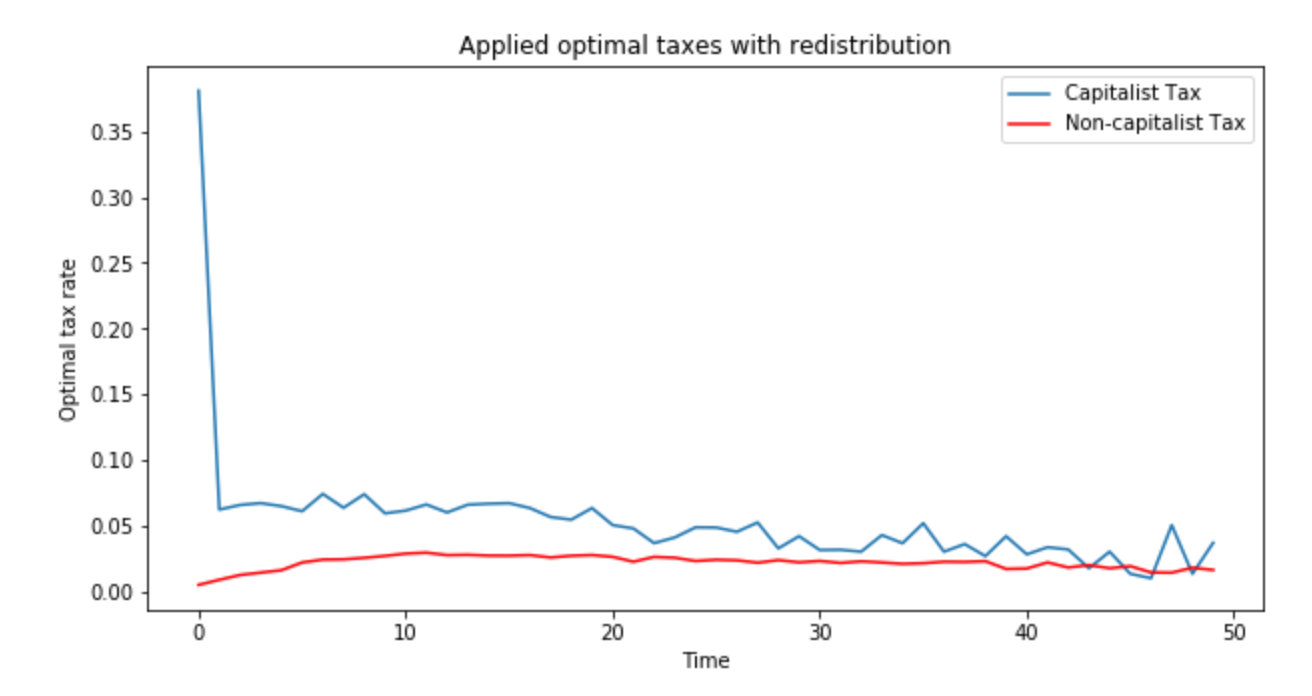 Applied optimal taxes with redistribution
Capitalist Tax
Non-capitalist Tax
Optimal tax rate
0.35
0.30
0.25
0.20
0.15
0.10
0.05
0.00
0 10 20 30 40 50
Time